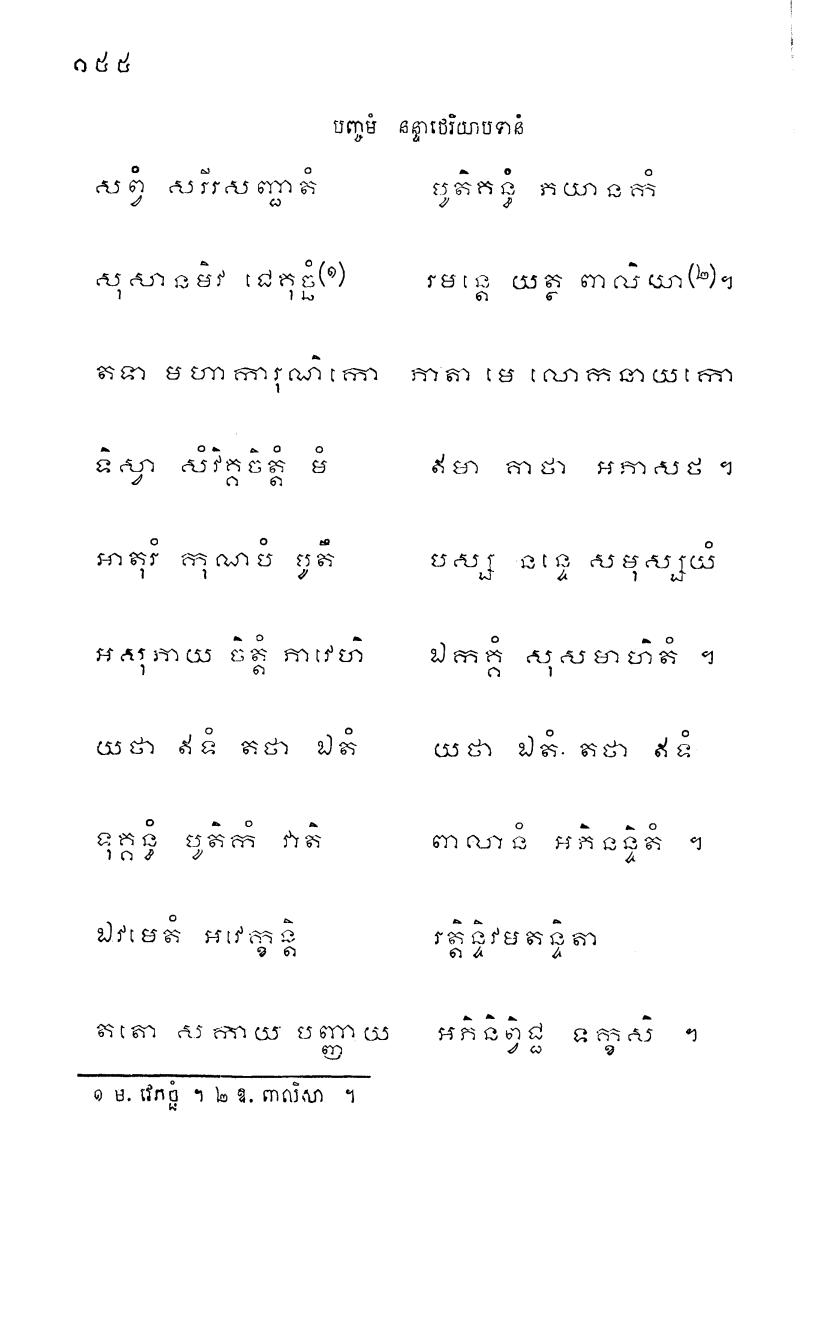 ១៥៥
បញ្ចមំ នន្ទាថេរិយាបទានំ
សព្វំ សរីរសញ្ជាតំ បូតិគន្ធំ ភយានកំ
សុសានមិវ ជេគុច្ឆំ(១) រមន្តេ យត្ថ ពាលិយា(២)។
តទា មហាការុណិកោ ភាតា មេ លោកនាយកោ
ទិស្វា សំវិគ្គចិត្តំ មំ ឥមា គាថា អភាសថ ។
អាតុរំ កុណបំ បូតឹ បស្ស នន្ទេ សមុស្សយំ
អសុភាយ ចិត្តំ ភាវេហិ ឯកគ្គំ សុសមាហិតំ ។
យថា ឥទំ តថា ឯតំ យថា ឯតំ តថា ឥទំ
ទុគ្គន្ធំ បូតិកំ វាតិ ពាលានំ អភិនន្ទិតំ ។
ឯវមេតំ អវេក្ខន្តិ រត្តិន្ទិវមតន្ទិតា
តតោ សកាយ បញ្ញាយ អភិនិព្វិជ្ឈ ទក្ខសិ ។
១ ម. វេគច្ឆំ ។ ២ ឱ. ពាលិសា ។